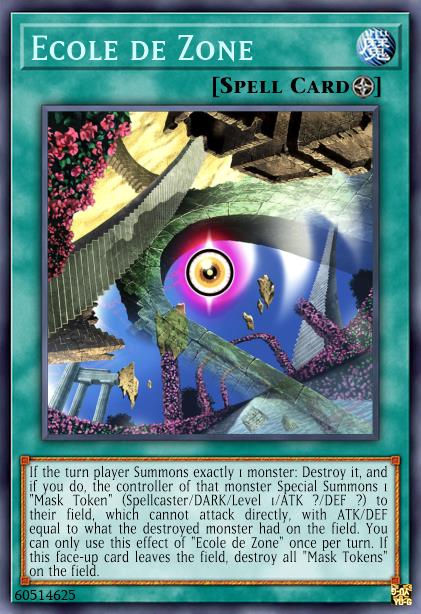 Ecole de Zone
魔
[Spell Card]
If the turn player Summons exactly 1 monster: Destroy it, and
if you do, the controller of that monster Special Summons 1
"Mask Token" (Spellcaster/DARK/Level 1/ATK ?/DEF ?) to
their field, which cannot attack directly, with ATK/DEF
equal to what the destroyed monster had on the field. You
can only use this effect of "Ecole de Zone" once per turn. If
this face-up card leaves the field, destroy all "Mask Tokens"
on the field.
60514625